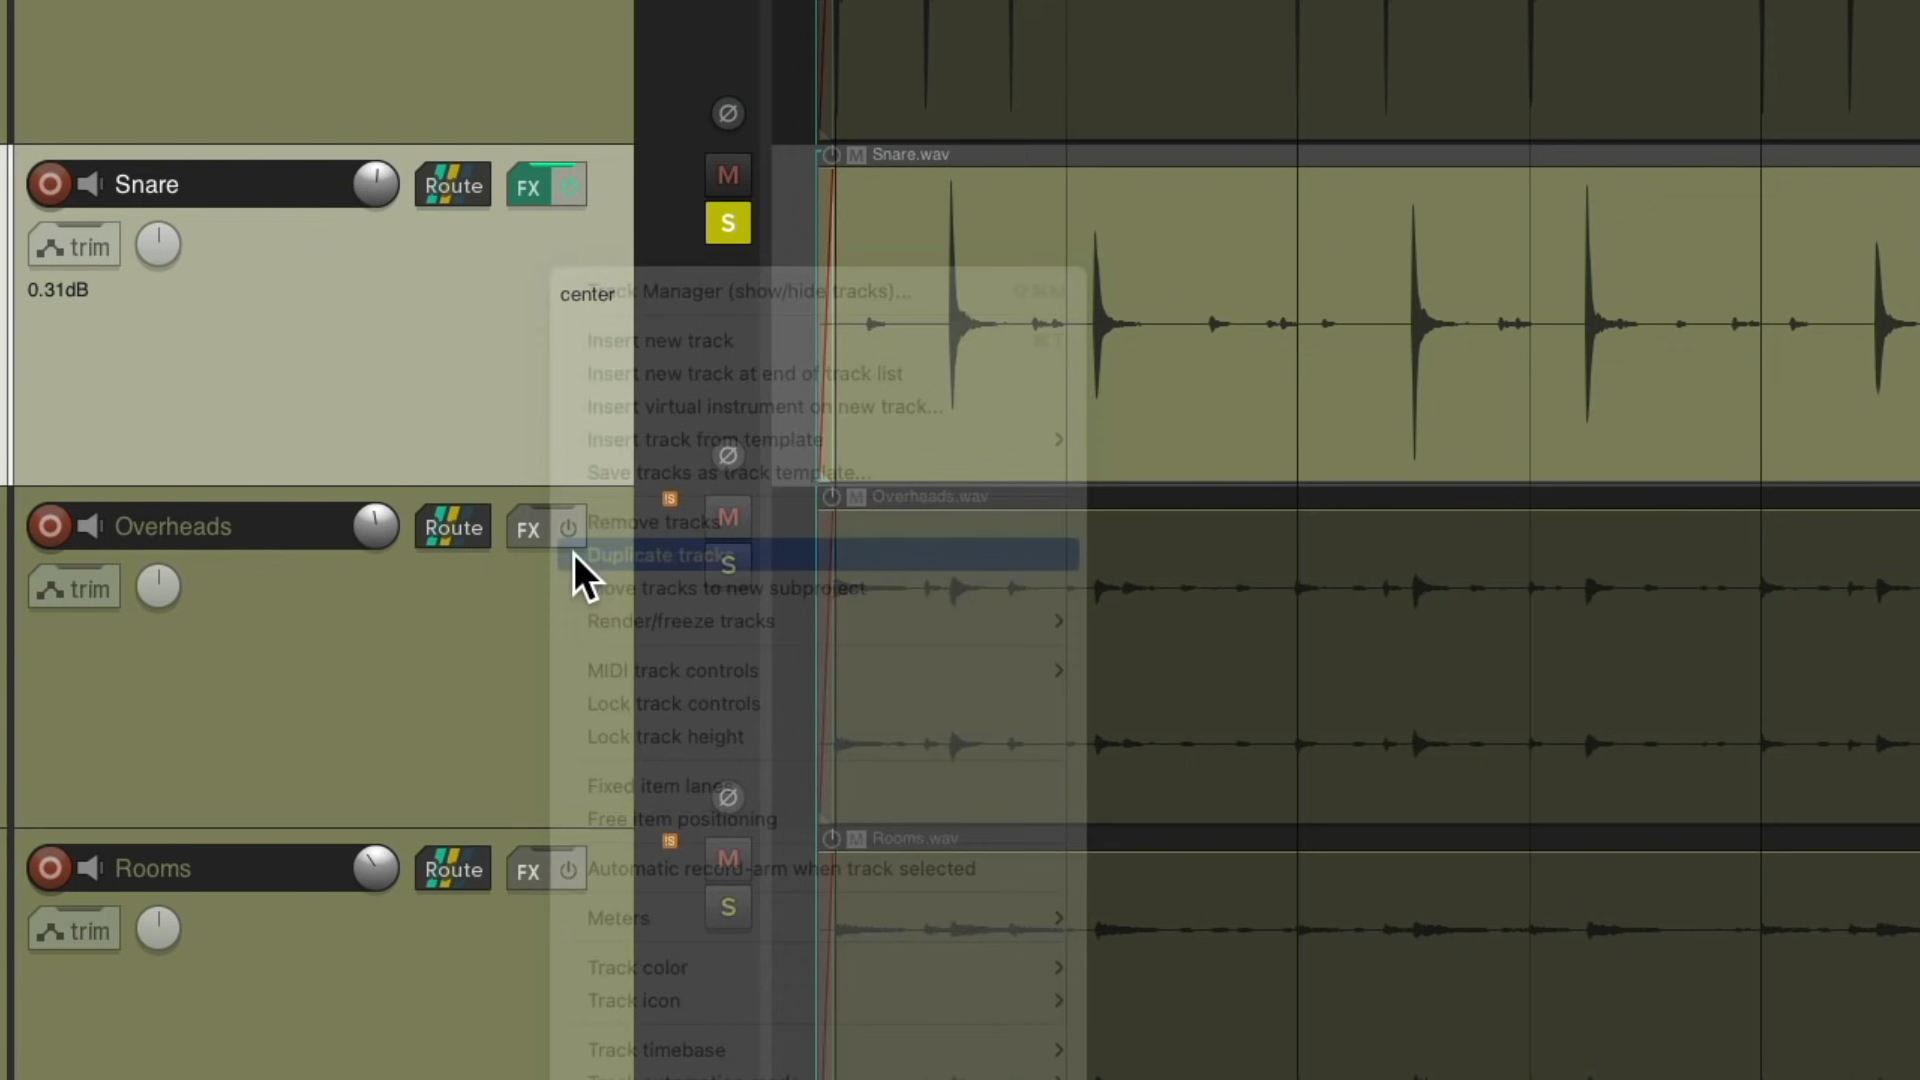 Snare
Route
FX
M
M Snare.wav
trim
S
0.31dB
center
Track Manager (show/hide tracks)...
Insert new track
⌘T
Insert new track at end of track list
Insert virtual instrument on new track...
Insert track from template
Save tracks as track template...
M Overheads.wav
Overheads
Route
FX
Remove tracks
M
Duplicate tracks
S
trim
Move tracks to new subproject
Render/freeze tracks
MIDI track controls
Lock track controls
Lock track height
Fixed item lanes
Free item positioning
M Rooms.wav
Rooms
Route
FX
M
Automatic record-arm when track selected
S
trim
Meters
Track color
Track icon
Track timebase